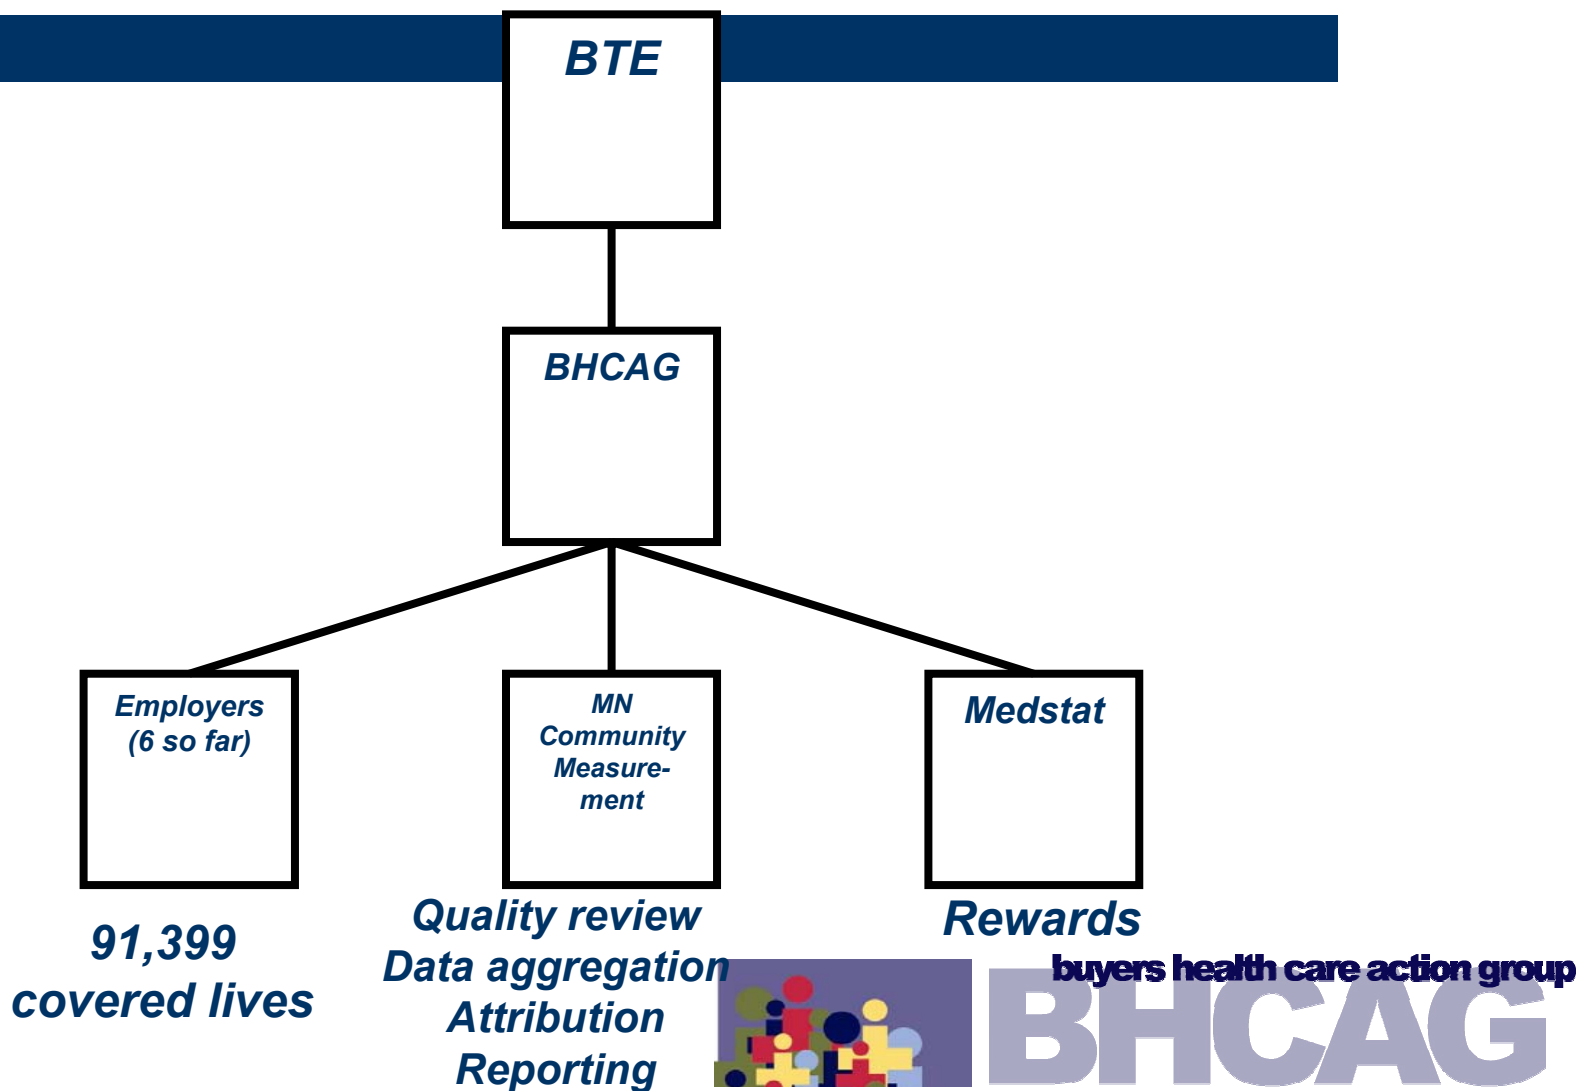 BTE
BHCAG
Employers
(6 so far)
MN
Community
Measure-
ment
Medstat
91,399
covered lives
Quality review
Data aggregation
Attribution
Reporting
Rewards
buyers health care action group
BHCAG